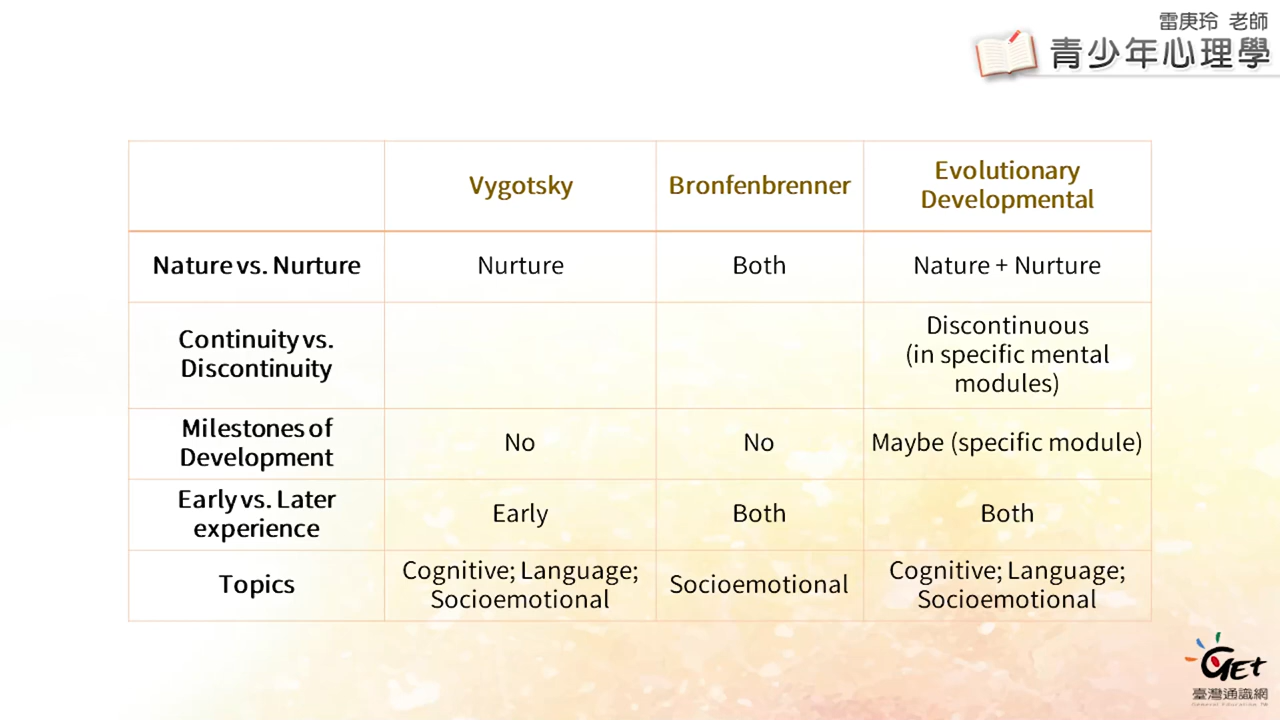 雷庚玲 老師
青少年心理學
Vygotsky
Bronfenbrenner
Evolutionary
Developmental
Nature vs. Nurture
Nurture
Both
Nature + Nurture
Continuity vs.
Discontinuity
Discontinuous
(in specific mental
modules)
Milestones of
Development
No
No
Maybe (specific module)
Early vs. Later
experience
Early
Both
Both
Topics
Cognitive; Language;
Socioemotional
Socioemotional
Cognitive; Language;
Socioemotional
GEt
臺灣通識網